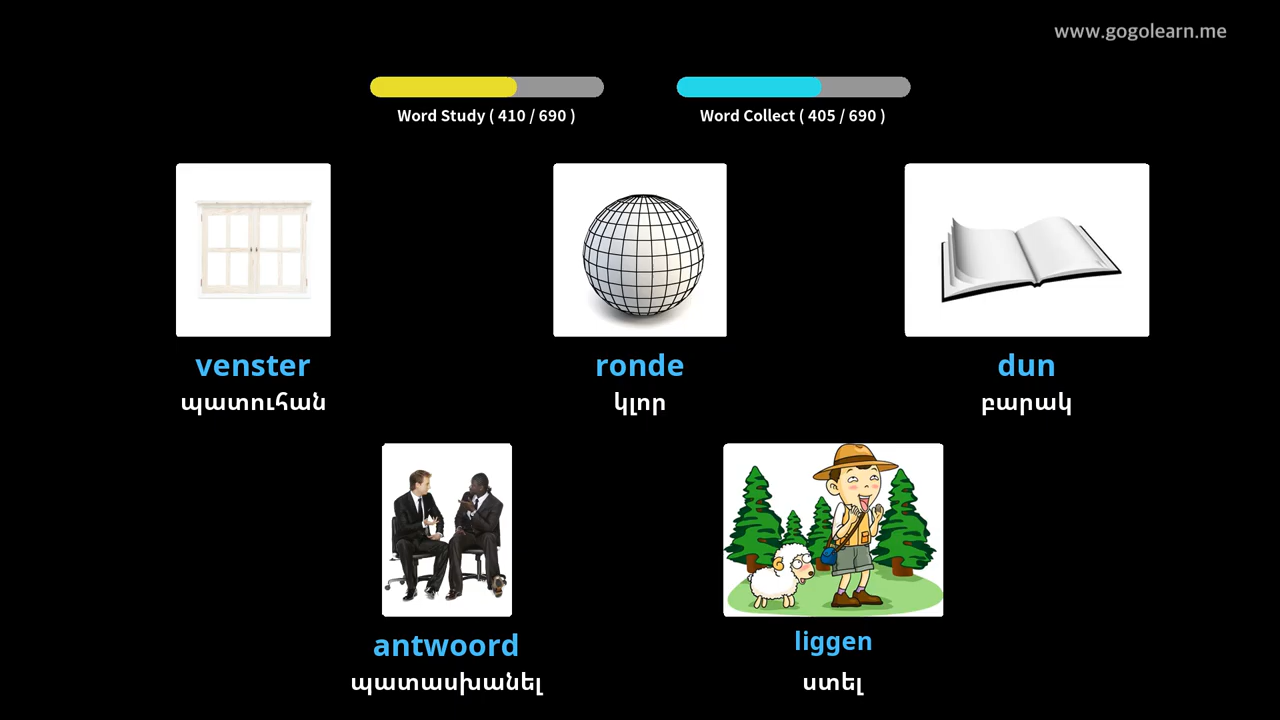 www.gogolearn.me
Word Study ( 410 / 690 )
Word Collect ( 405 / 690 )
venster
պատուհան
ronde
կլոր
dun
բարակ
antwoord
պատասխանել
liggen
ստել